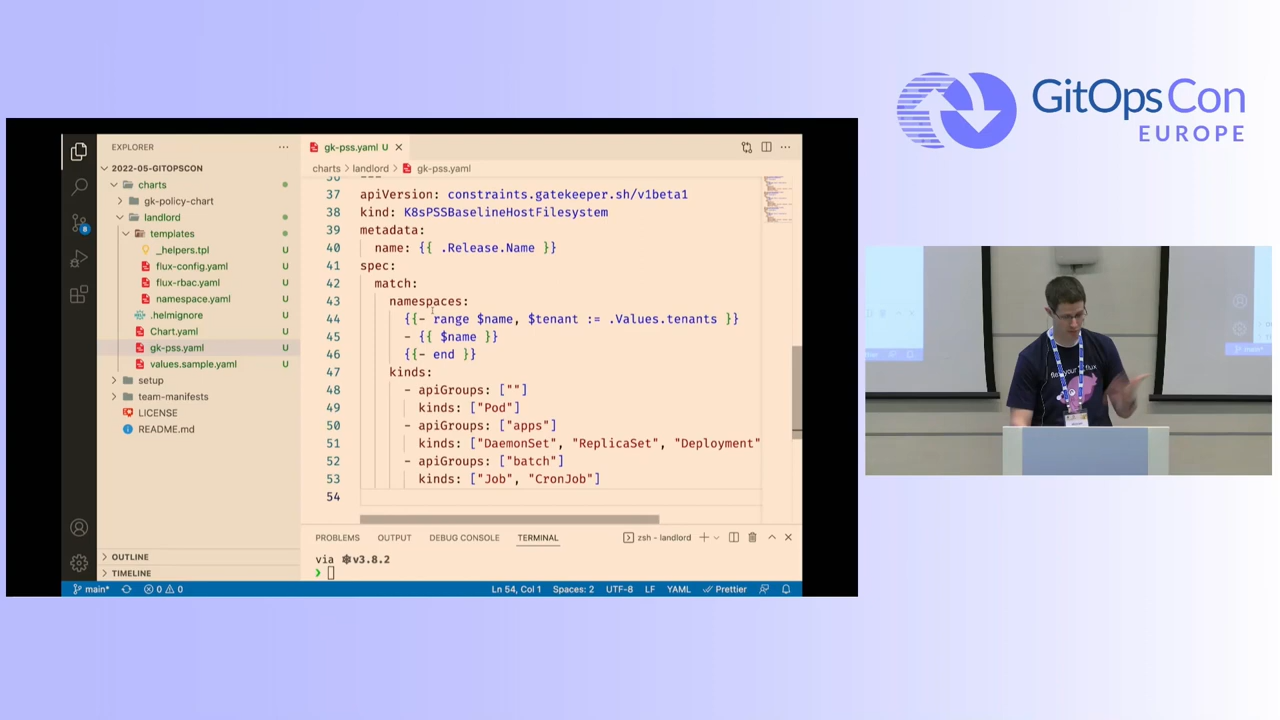 GitOpsCon
EUROPE
EXPLORER
2022-05-GITOPSCON
charts
gk-policy-chart
landlord
templates
_helpers.tpl U
flux-config.yaml U
flux-rbac.yaml U
namespace.yaml U
.helmignore U
Chart.yaml U
gk-pss.yaml U
values.sample.yaml U
setup
team-manifests
LICENSE
README.md
OUTLINE
TIMELINE
gk-pss.yaml U
charts > landlord > gk-pss.yaml
37 apiVersion: constraints.gatekeeper.sh/v1beta1
38 kind: K8sPSSBaselineHostFilesystem
39 metadata:
40 name: {{ .Release.Name }}
41 spec:
42 match:
43 namespaces:
44 {{- range $name, $tenant := .Values.tenants }}
45 - {{ $name }}
46 {{- end }}
47 kinds:
48 - apiGroups: [""]
49 kinds: ["Pod"]
50 - apiGroups: ["apps"]
51 kinds: ["DaemonSet", "ReplicaSet", "Deployment"
52 - apiGroups: ["batch"]
53 kinds: ["Job", "CronJob"]
54
PROBLEMS OUTPUT DEBUG CONSOLE TERMINAL zsh - landlord
via v3.8.2
main* 0 0 Ln 54, Col 1 Spaces: 2 UTF-8 LF YAML Prettier